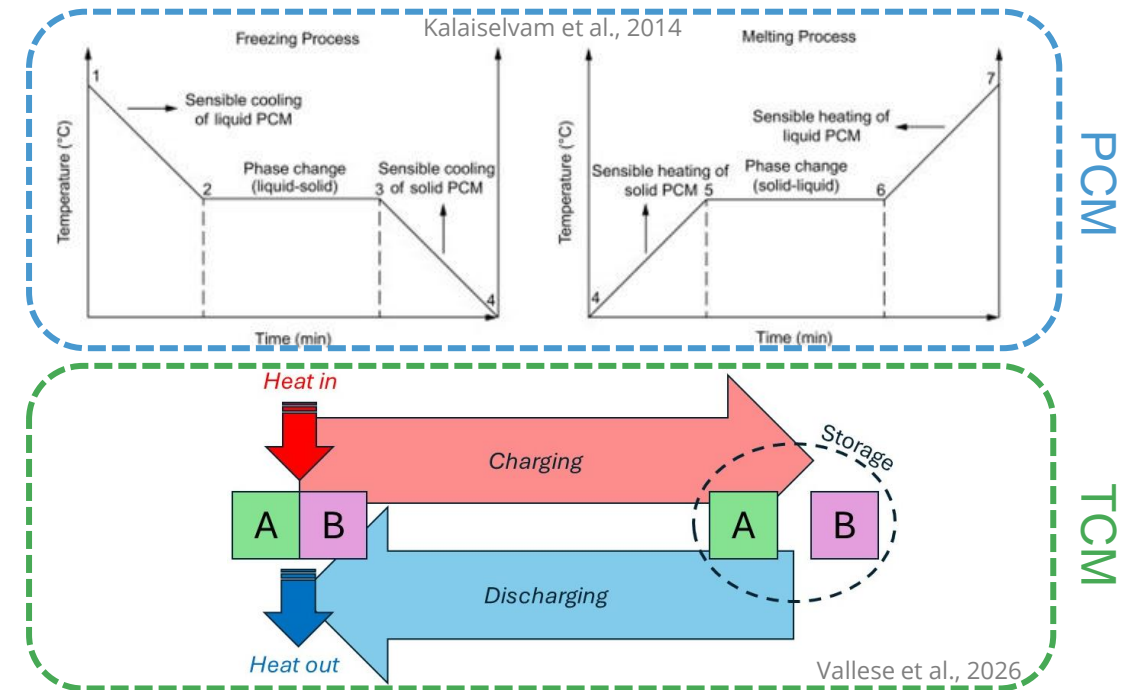 Kalaiselvam et al., 2014
Freezing Process
1
Sensible cooling
of liquid PCM
Temperature (°C)
Phase change
(liquid-solid)
2
3
Sensible cooling
of solid PCM
4
Time (min)
Melting Process
7
Sensible heating of
liquid PCM
Temperature (°C)
Sensible heating of
solid PCM
5
Phase change
(solid-liquid)
6
4
Time (min)
PCM
Heat in
Charging
Storage
A
B
A
B
Discharging
Heat out
Vallese et al., 2026
TCM